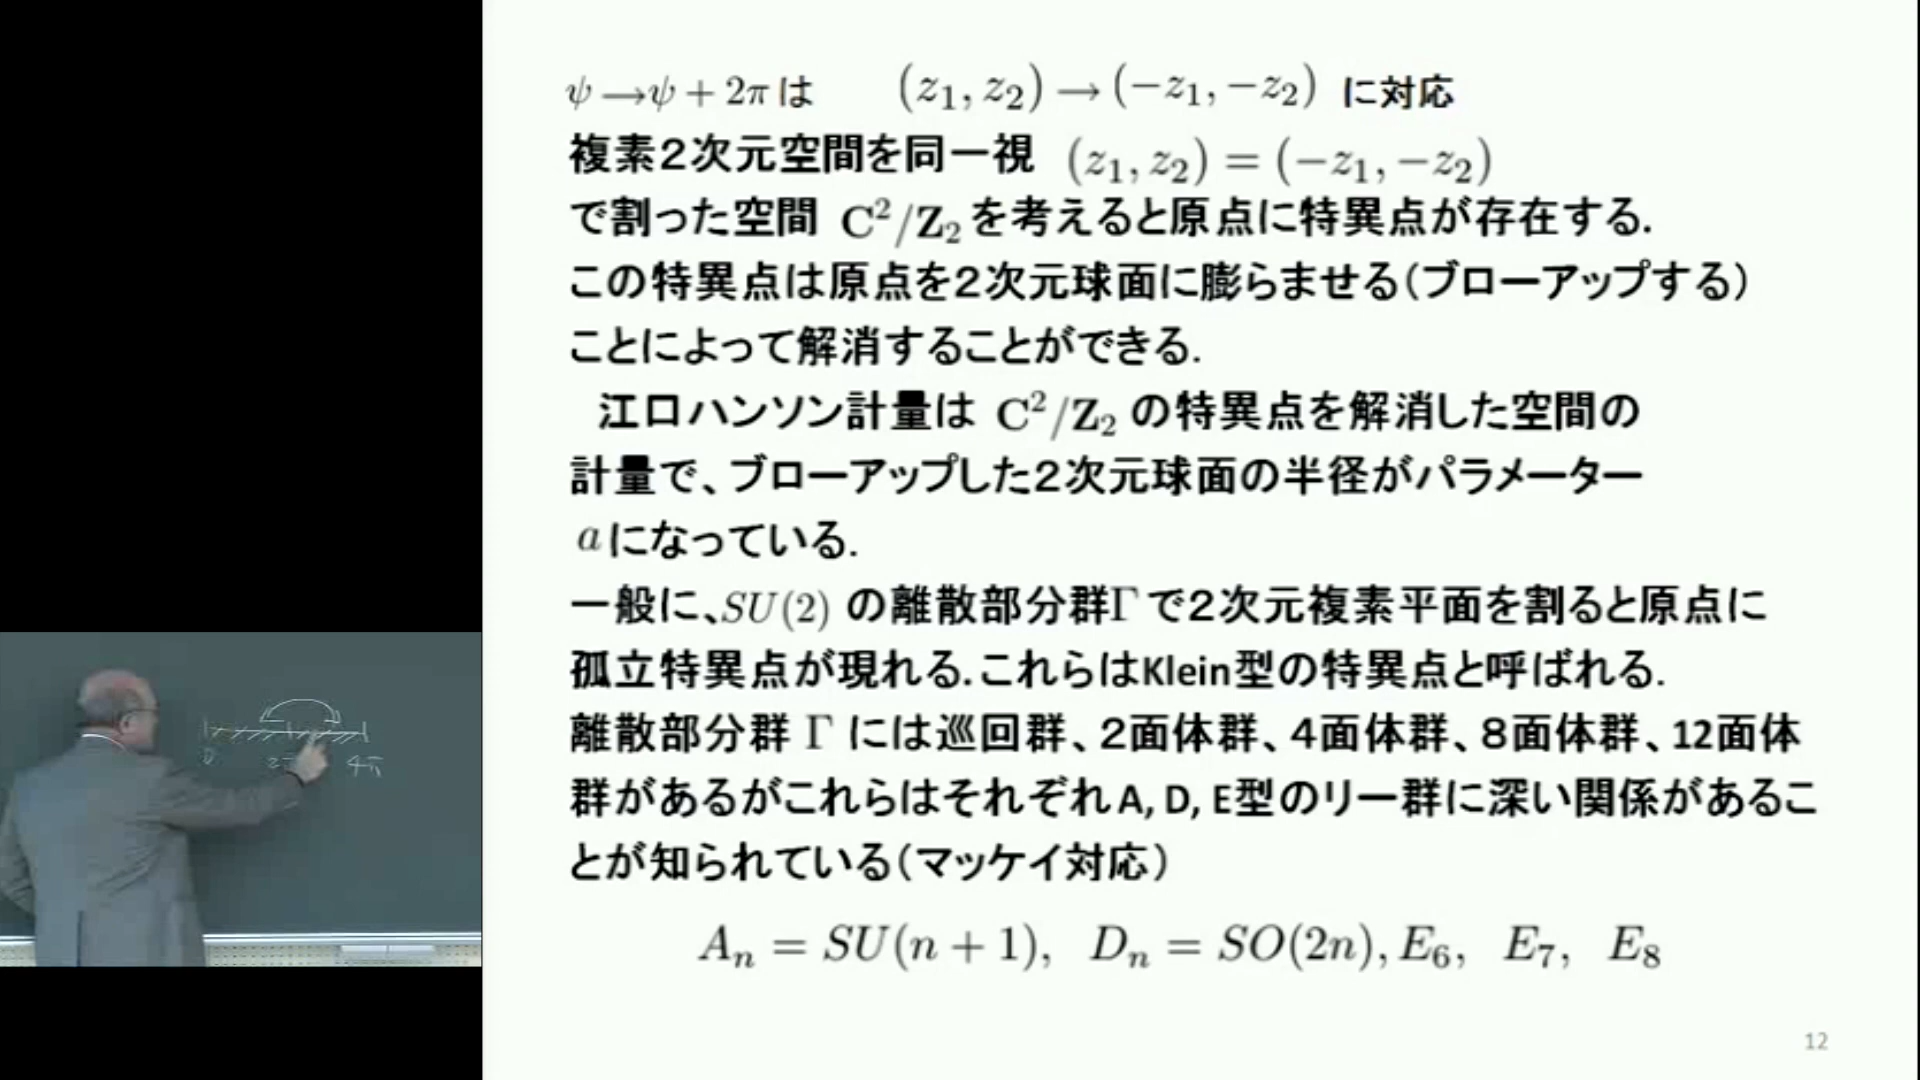 ψ→ψ + 2πは (z₁, z₂) → (−z₁, −z₂) に対応
複素2次元空間を同一視 (z₁, z₂) = (−z₁, −z₂)
で割った空間 C²/Z₂を考えると原点に特異点が存在する.
この特異点は原点を2次元球面に膨らませる(ブローアップする)
ことによって解消することができる.
江口ハンソン計量は C²/Z₂ の特異点を解消した空間の
計量で、ブローアップした2次元球面の半径がパラメーター
aになっている.
一般に、SU(2) の離散部分群Γで2次元複素平面を割ると原点に
孤立特異点が現れる.これらはKlein型の特異点と呼ばれる.
離散部分群 Γ には巡回群、2面体群、4面体群、8面体群、12面体
群があるがこれらはそれぞれA, D, E型のリー群に深い関係があるこ
とが知られている(マッケイ対応)
Aₙ = SU(n + 1), Dₙ = SO(2n), E₆, E₇, E₈
12
0
4π